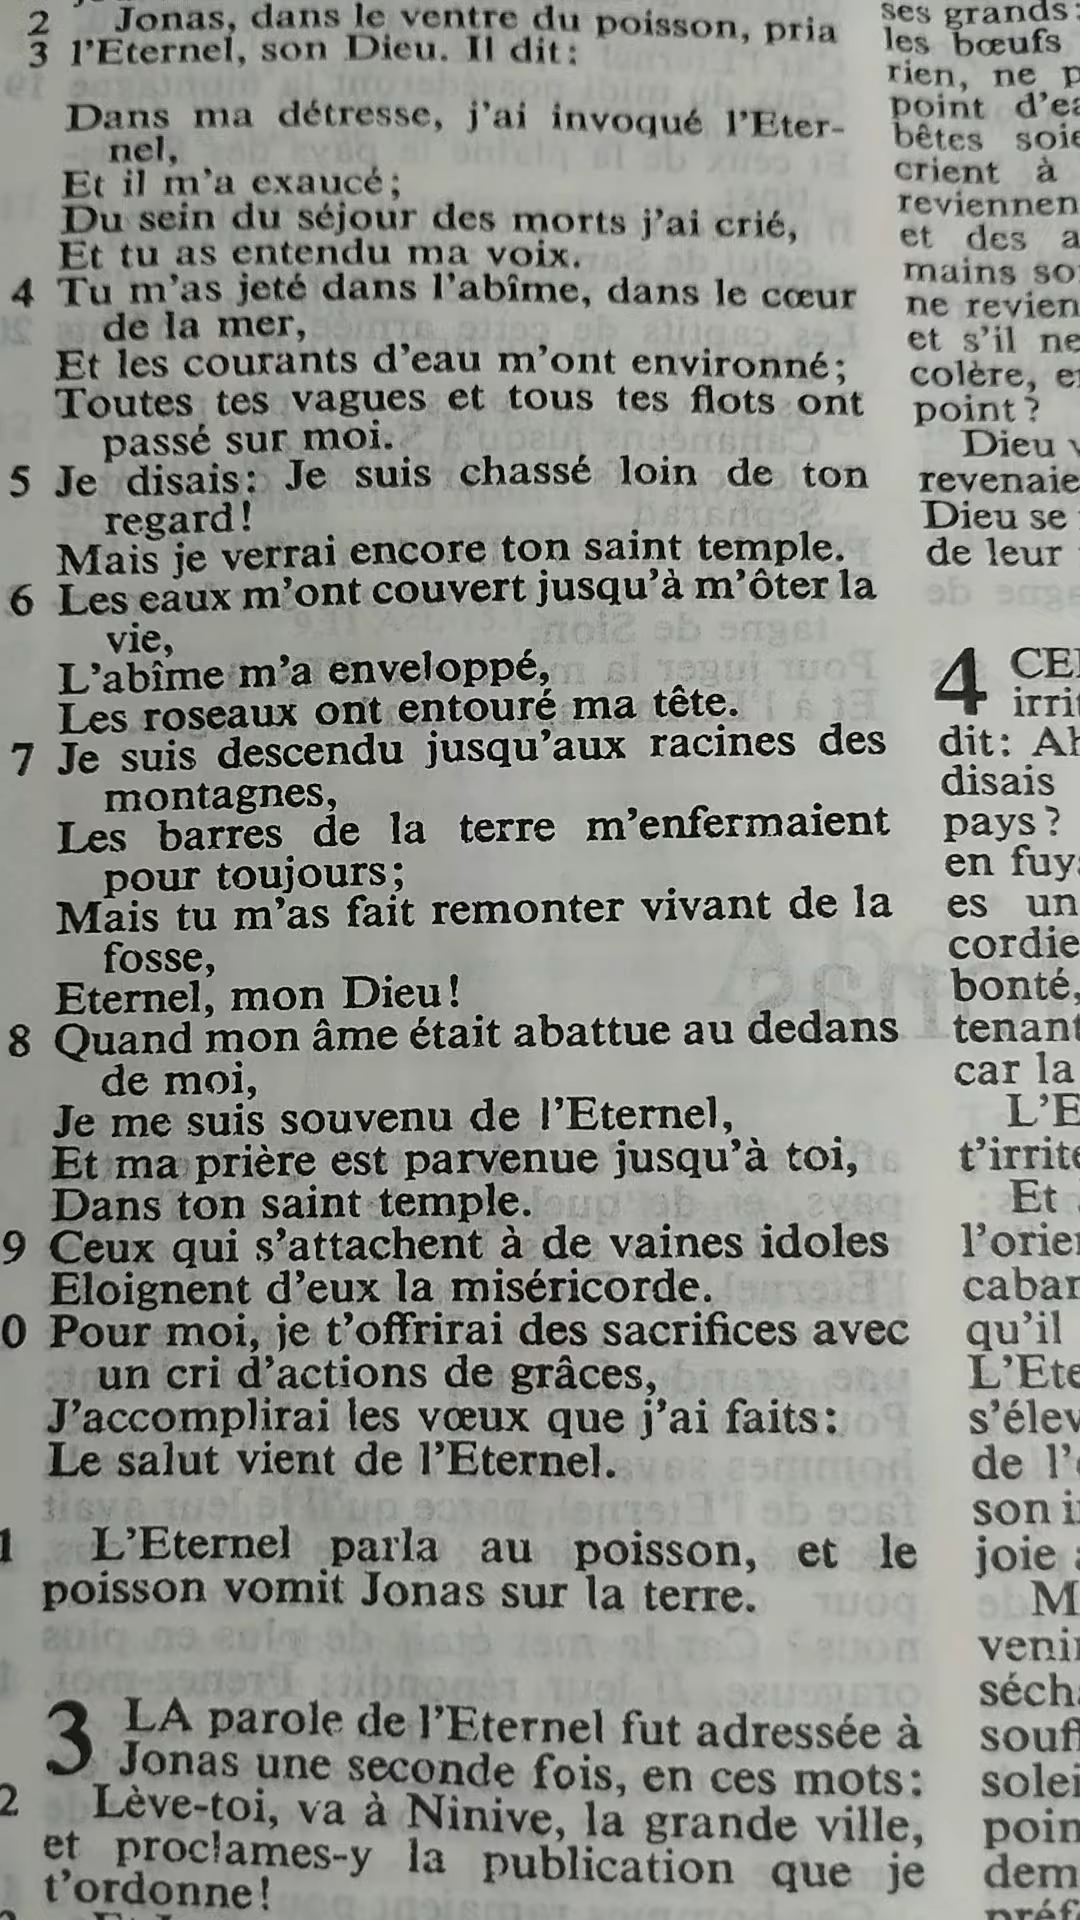 2 Jonas, dans le ventre du poisson, pria
3 l'Eternel, son Dieu. Il dit:
Dans ma détresse, j'ai invoqué l'Eter-
nel,
Et il m'a exaucé;
Du sein du séjour des morts j'ai crié,
Et tu as entendu ma voix.
4 Tu m'as jeté dans l'abîme, dans le cœur
de la mer,
Et les courants d'eau m'ont environné;
Toutes tes vagues et tous tes flots ont
passé sur moi.
5 Je disais: Je suis chassé loin de ton
regard!
Mais je verrai encore ton saint temple.
6 Les eaux m'ont couvert jusqu'à m'ôter la
vie,
L'abîme m'a enveloppé,
Les roseaux ont entouré ma tête.
7 Je suis descendu jusqu'aux racines des
montagnes,
Les barres de la terre m'enfermaient
pour toujours;
Mais tu m'as fait remonter vivant de la
fosse,
Eternel, mon Dieu!
8 Quand mon âme était abattue au dedans
de moi,
Je me suis souvenu de l'Eternel,
Et ma prière est parvenue jusqu'à toi,
Dans ton saint temple.
9 Ceux qui s'attachent à de vaines idoles
Eloignent d'eux la miséricorde.
0 Pour moi, je t'offrirai des sacrifices avec
un cri d'actions de grâces,
J'accomplirai les vœux que j'ai faits:
Le salut vient de l'Eternel.
1 L'Eternel parla au poisson, et le
poisson vomit Jonas sur la terre.
3 LA parole de l'Eternel fut adressée à
Jonas une seconde fois, en ces mots:
2 Lève-toi, va à Ninive, la grande ville,
et proclames-y la publication que je
t'ordonne!
ses grands:
les bœufs
rien, ne
point
bêtes
crient à
et des
mains
ne
et s'il
colère,
point?
Dieu
Dieu se
de leur
4
dit:
disais
pays?
en
es un
bonté,
car la
Et
qu'il
de
joie